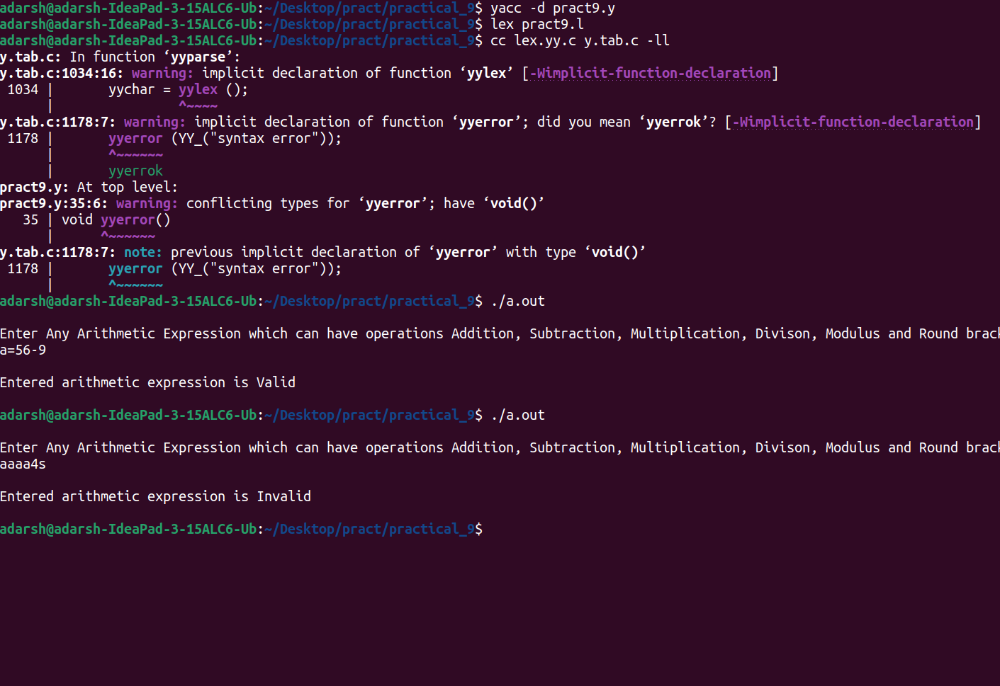 adarsh@adarsh-IdeaPad-3-15ALC6-Ub:~/Desktop/pract/practical_9$ yacc -d pract9.y
adarsh@adarsh-IdeaPad-3-15ALC6-Ub:~/Desktop/pract/practical_9$ lex pract9.l
adarsh@adarsh-IdeaPad-3-15ALC6-Ub:~/Desktop/pract/practical_9$ cc lex.yy.c y.tab.c -ll
y.tab.c: In function ‘yyparse’:
y.tab.c:1034:16: warning: implicit declaration of function ‘yylex’ [-Wimplicit-function-declaration]
 1034 |       yychar = yylex ();
      |                ^~~~~
y.tab.c:1178:7: warning: implicit declaration of function ‘yyerror’; did you mean ‘yyerrok’? [-Wimplicit-function-declaration]
 1178 |       yyerror (YY_("syntax error"));
      |       ^~~~~~~
      |       yyerrok
pract9.y: At top level:
pract9.y:35:6: warning: conflicting types for ‘yyerror’; have ‘void()’
   35 | void yyerror()
      |      ^~~~~~~
y.tab.c:1178:7: note: previous implicit declaration of ‘yyerror’ with type ‘void()’
 1178 |       yyerror (YY_("syntax error"));
      |       ^~~~~~~
adarsh@adarsh-IdeaPad-3-15ALC6-Ub:~/Desktop/pract/practical_9$ ./a.out
Enter Any Arithmetic Expression which can have operations Addition, Subtraction, Multiplication, Divison, Modulus and Round brack
a=56-9
Entered arithmetic expression is Valid
adarsh@adarsh-IdeaPad-3-15ALC6-Ub:~/Desktop/pract/practical_9$ ./a.out
Enter Any Arithmetic Expression which can have operations Addition, Subtraction, Multiplication, Divison, Modulus and Round brack
aaaa4s
Entered arithmetic expression is Invalid
adarsh@adarsh-IdeaPad-3-15ALC6-Ub:~/Desktop/pract/practical_9$